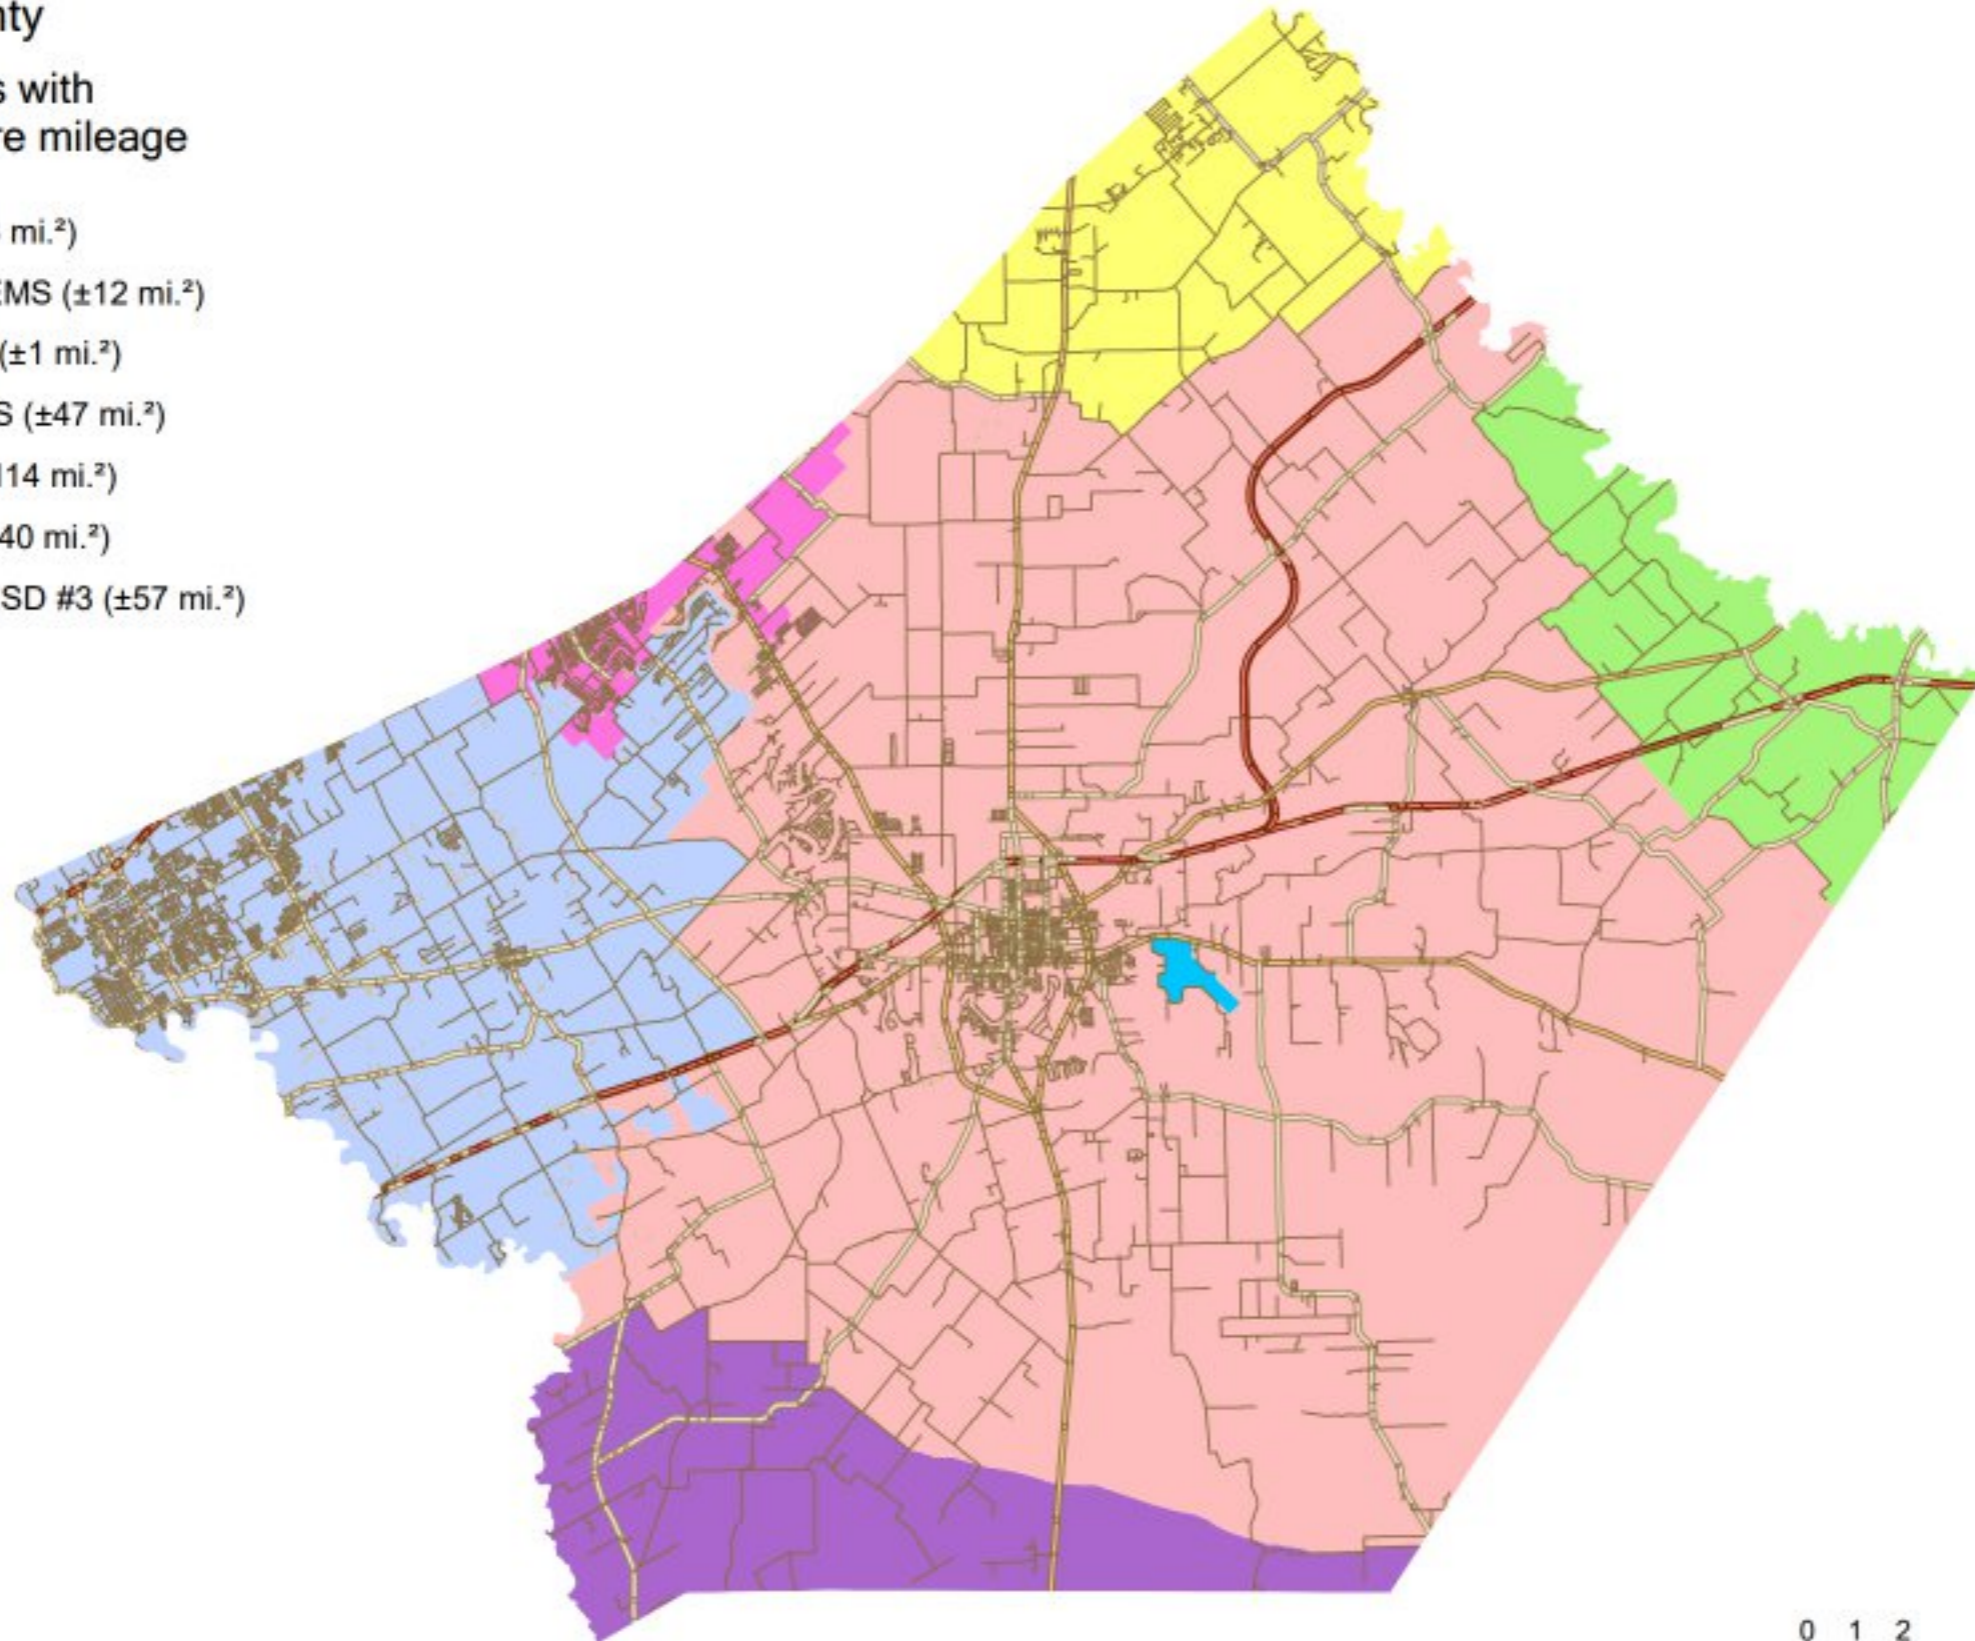 nty
s with
re mileage
mi.²)
EMS (±12 mi.²)
(±1 mi.²)
S (±47 mi.²)
114 mi.²)
40 mi.²)
SD #3 (±57 mi.²)
0 1 2